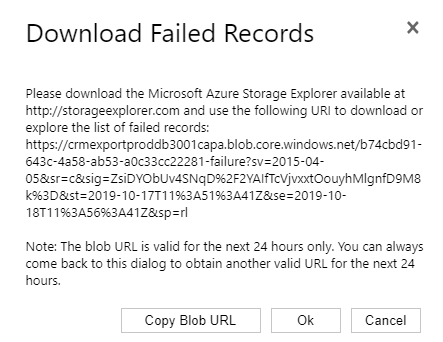 Download Failed Records
Please download the Microsoft Azure Storage Explorer available at
http://storageexplorer.com and use the following URI to download or
explore the list of failed records:
https://crmexportproddb3001capa.blob.core.windows.net/b74cbd91-
643c-4a58-ab53-a0c33cc22281-failure?sv=2015-04-
05&sr=c&sig=ZsiDYObUv4SNqD%2F2YAIfTcVjvxxtOouyhMlgnfD9M8
k%3D&st=2019-10-17T11%3A51%3A41Z&se=2019-10-
18T11%3A56%3A41Z&sp=rl
Note: The blob URL is valid for the next 24 hours only. You can always
come back to this dialog to obtain another valid URL for the next 24
hours.
Copy Blob URL
Ok
Cancel